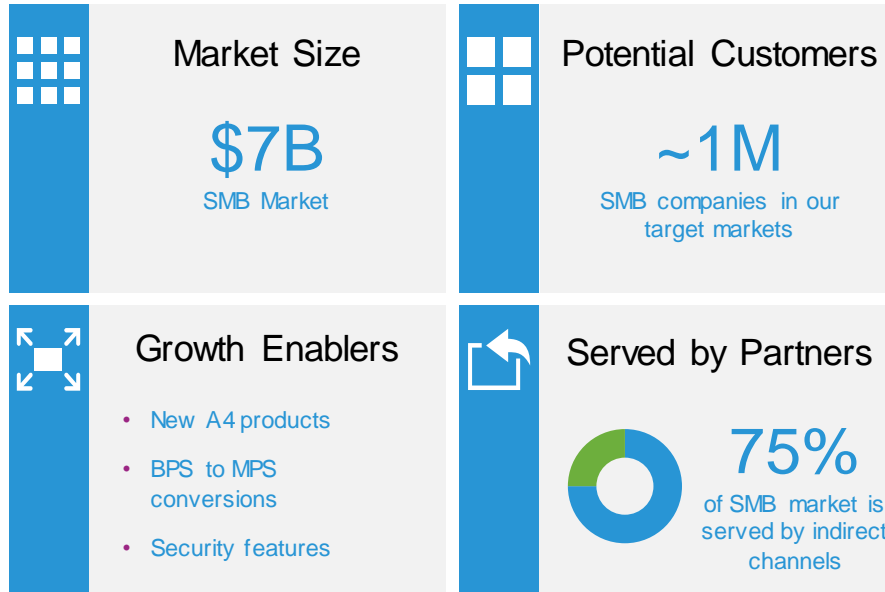 Market Size
$7B
SMB Market
Potential Customers
~1M
SMB companies in our
target markets
Growth Enablers
• New A4 products
• BPS to MPS
conversions
• Security features
Served by Partners
75%
of SMB market is
served by indirect
channels